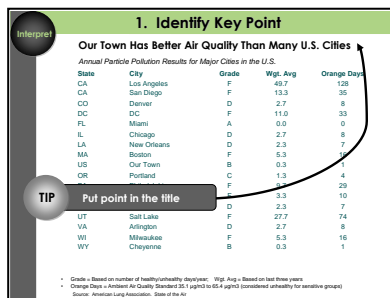 Interpret
1. Identify Key Point
Our Town Has Better Air Quality Than Many U.S. Cities
Annual Particle Pollution Results for Major Cities in the U.S.
State City Grade Wgt. Avg Orange Days
CA Los Angeles F 49.7 128
CA San Diego F 13.3 35
CO Denver D 2.7 8
DC DC F 11.0 33
FL Miami A 0.0 0
IL Chicago D 2.7 8
LA New Orleans D 2.3 7
MA Boston F 5.3 16
US Our Town B 0.3 1
OR Portland C 1.3 4
29
TIP Put point in the title
3.3 10
D 2.3 7
UT Salt Lake F 27.7 74
VA Arlington D 2.7 8
WI Milwaukee F 5.3 16
WY Cheyenne B 0.3 1
• Grade = Based on number of healthy/unhealthy days/year; Wgt. Avg = Based on last three years
• Orange Days = Ambient Air Quality Standard 35.1 µg/m3 to 65.4 µg/m3 (considered unhealthy for sensitive groups)
Source: American Lung Association. State of the Air